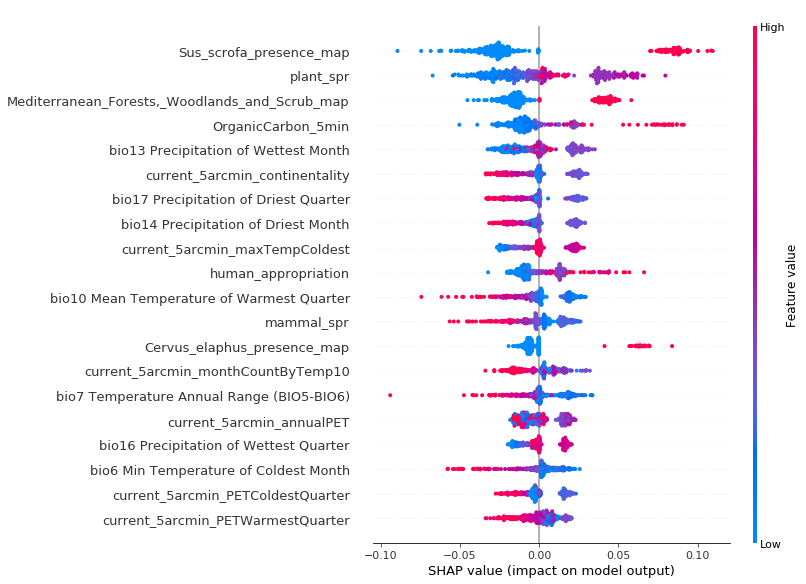 High
Sus_scrofa_presence_map
plant_spr
Mediterranean_Forests,_Woodlands_and_Scrub_map
OrganicCarbon_5min
bio13 Precipitation of Wettest Month
current_5arcmin_continentality
bio17 Precipitation of Driest Quarter
bio14 Precipitation of Driest Month
current_5arcmin_maxTempColdest
human_appropriation
bio10 Mean Temperature of Warmest Quarter
mammal_spr
Cervus_elaphus_presence_map
current_5arcmin_monthCountByTemp10
bio7 Temperature Annual Range (BIO5-BIO6)
current_5arcmin_annualPET
bio16 Precipitation of Wettest Quarter
bio6 Min Temperature of Coldest Month
current_5arcmin_PETColdestQuarter
current_5arcmin_PETWarmestQuarter
Feature value
Low
−0.10 −0.05 0.00 0.05 0.10
SHAP value (impact on model output)